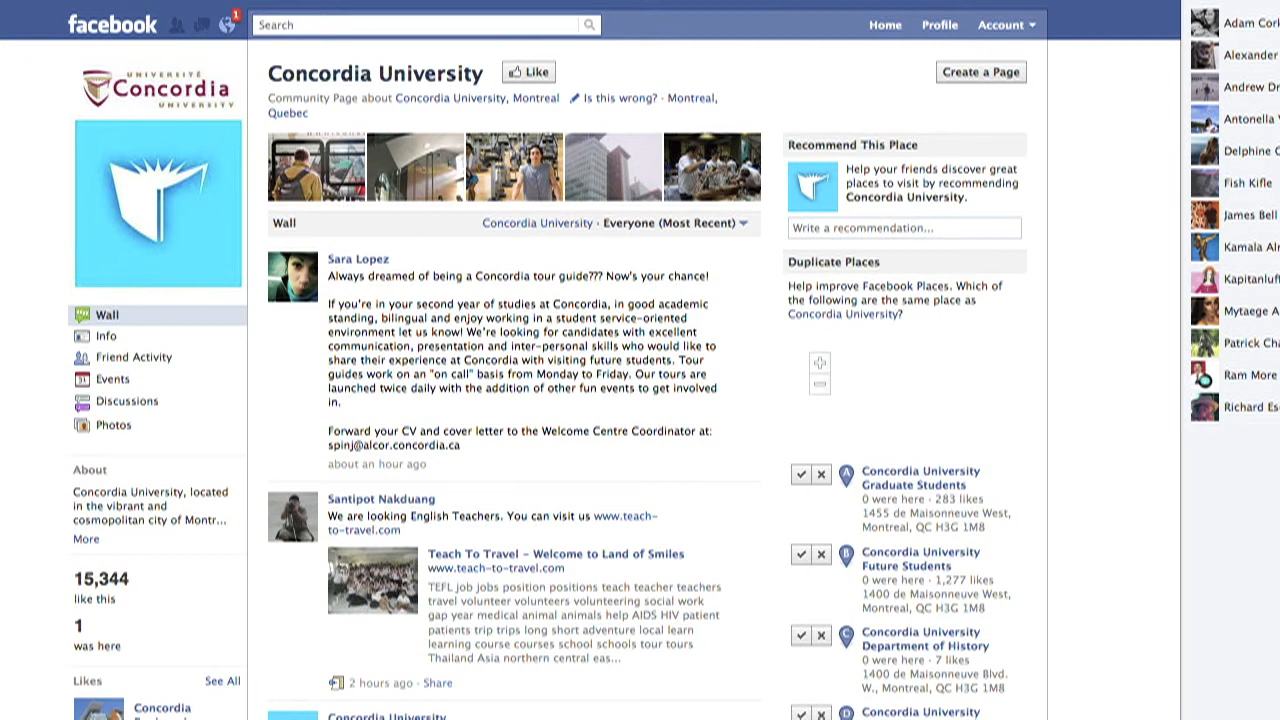 facebook
1
Search
Home Profile Account
UNIVERSITÉ
Concordia
UNIVERSITY
Concordia University
Like
Create a Page
Community Page about Concordia University, Montreal Is this wrong? · Montreal,
Quebec
Wall
Concordia University · Everyone (Most Recent)
Sara Lopez
Always dreamed of being a Concordia tour guide??? Now's your chance!
If you're in your second year of studies at Concordia, in good academic
standing, bilingual and enjoy working in a student service-oriented
environment let us know! We're looking for candidates with excellent
communication, presentation and inter-personal skills who would like to
share their experience at Concordia with visiting future students. Tour
guides work on an "on call" basis from Monday to Friday. Our tours are
launched twice daily with the addition of other fun events to get involved
in.
Forward your CV and cover letter to the Welcome Centre Coordinator at:
spinj@alcor.concordia.ca
about an hour ago
Santipot Nakduang
We are looking English Teachers. You can visit us www.teach-
to-travel.com
Teach To Travel - Welcome to Land of Smiles
www.teach-to-travel.com
TEFL job jobs position positions teach teacher teachers
travel volunteer volunteers volunteering social work
gap year medical animal animals help AIDS HIV patient
patients trip trips long short adventure local learn
learning course courses school schools tour tours
Thailand Asia northern central eas...
2 hours ago · Share
Concordia University
Wall
Info
Friend Activity
31 Events
Discussions
Photos
About
Concordia University, located
in the vibrant and
cosmopolitan city of Montr...
More
15,344
like this
1
was here
Likes See All
Concordia
Recommend This Place
Help your friends discover great
places to visit by recommending
Concordia University.
Write a recommendation...
Duplicate Places
Help improve Facebook Places. Which of
the following are the same place as
Concordia University?
A
Concordia University
Graduate Students
0 were here · 283 likes
1455 de Maisonneuve West,
Montreal, QC H3G 1M8
B
Concordia University
Future Students
0 were here · 1,277 likes
1400 de Maisonneuve West,
Montreal, QC H3G 1M8
C
Concordia University
Department of History
0 were here · 7 likes
1400 de Maisonneuve Blvd.
W., Montreal, QC H3G 1M8
D
Concordia University
Adam Cork
Alexander
Andrew Dr
Antonella
Delphine C
Fish Kifle
James Bell
Kamala Al
Kapitanluft
Mytaege A
Patrick Cha
Ram More
Richard Es